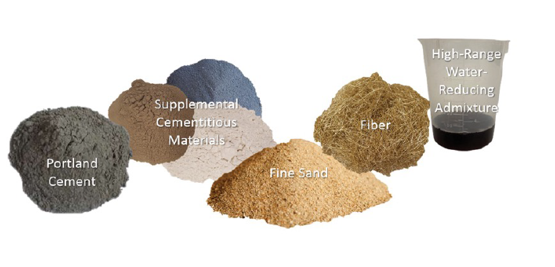 Portland
Cement
Supplemental
Cementitious
Materials
Fine Sand
Fiber
High-Range
Water-
Reducing
Admixture